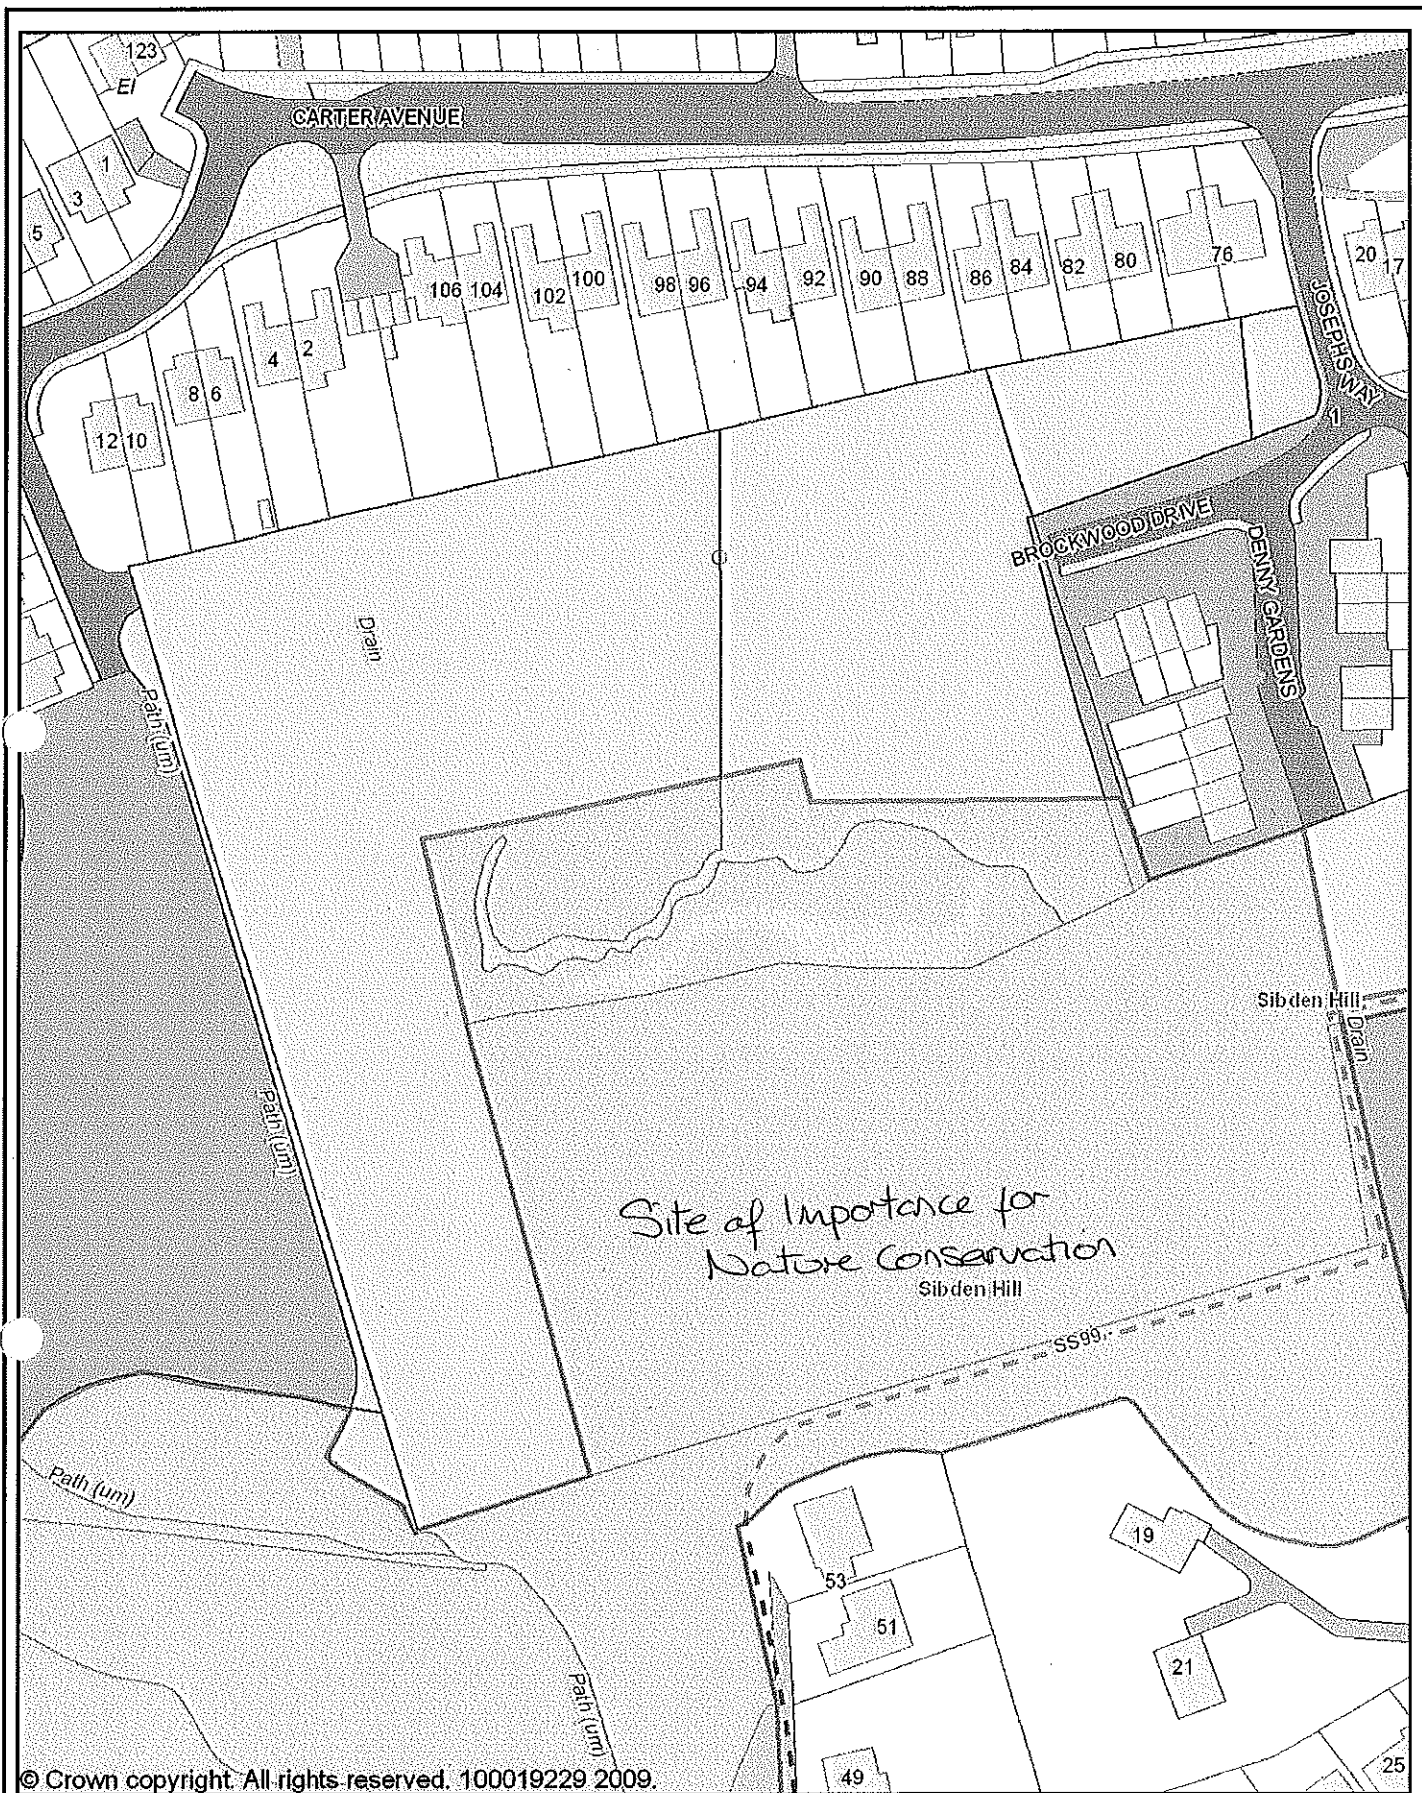 123
El
CARTER AVENUE
1
3
5
106
104
102
100
98
96
94
92
90
88
86
84
82
80
76
20
17
JOSEPHS WAY
4
2
8
6
12
10
1
BROCKWOOD DRIVE
DENNY GARDENS
Drain
Path (um)
Sibden Hill
Drain
Path (um)
Site of Importance for
Nature Conservation
Sibden Hill
SS99
Path (um)
53
51
19
21
Path (um)
49
25
© Crown copyright. All rights reserved. 100019229 2009.